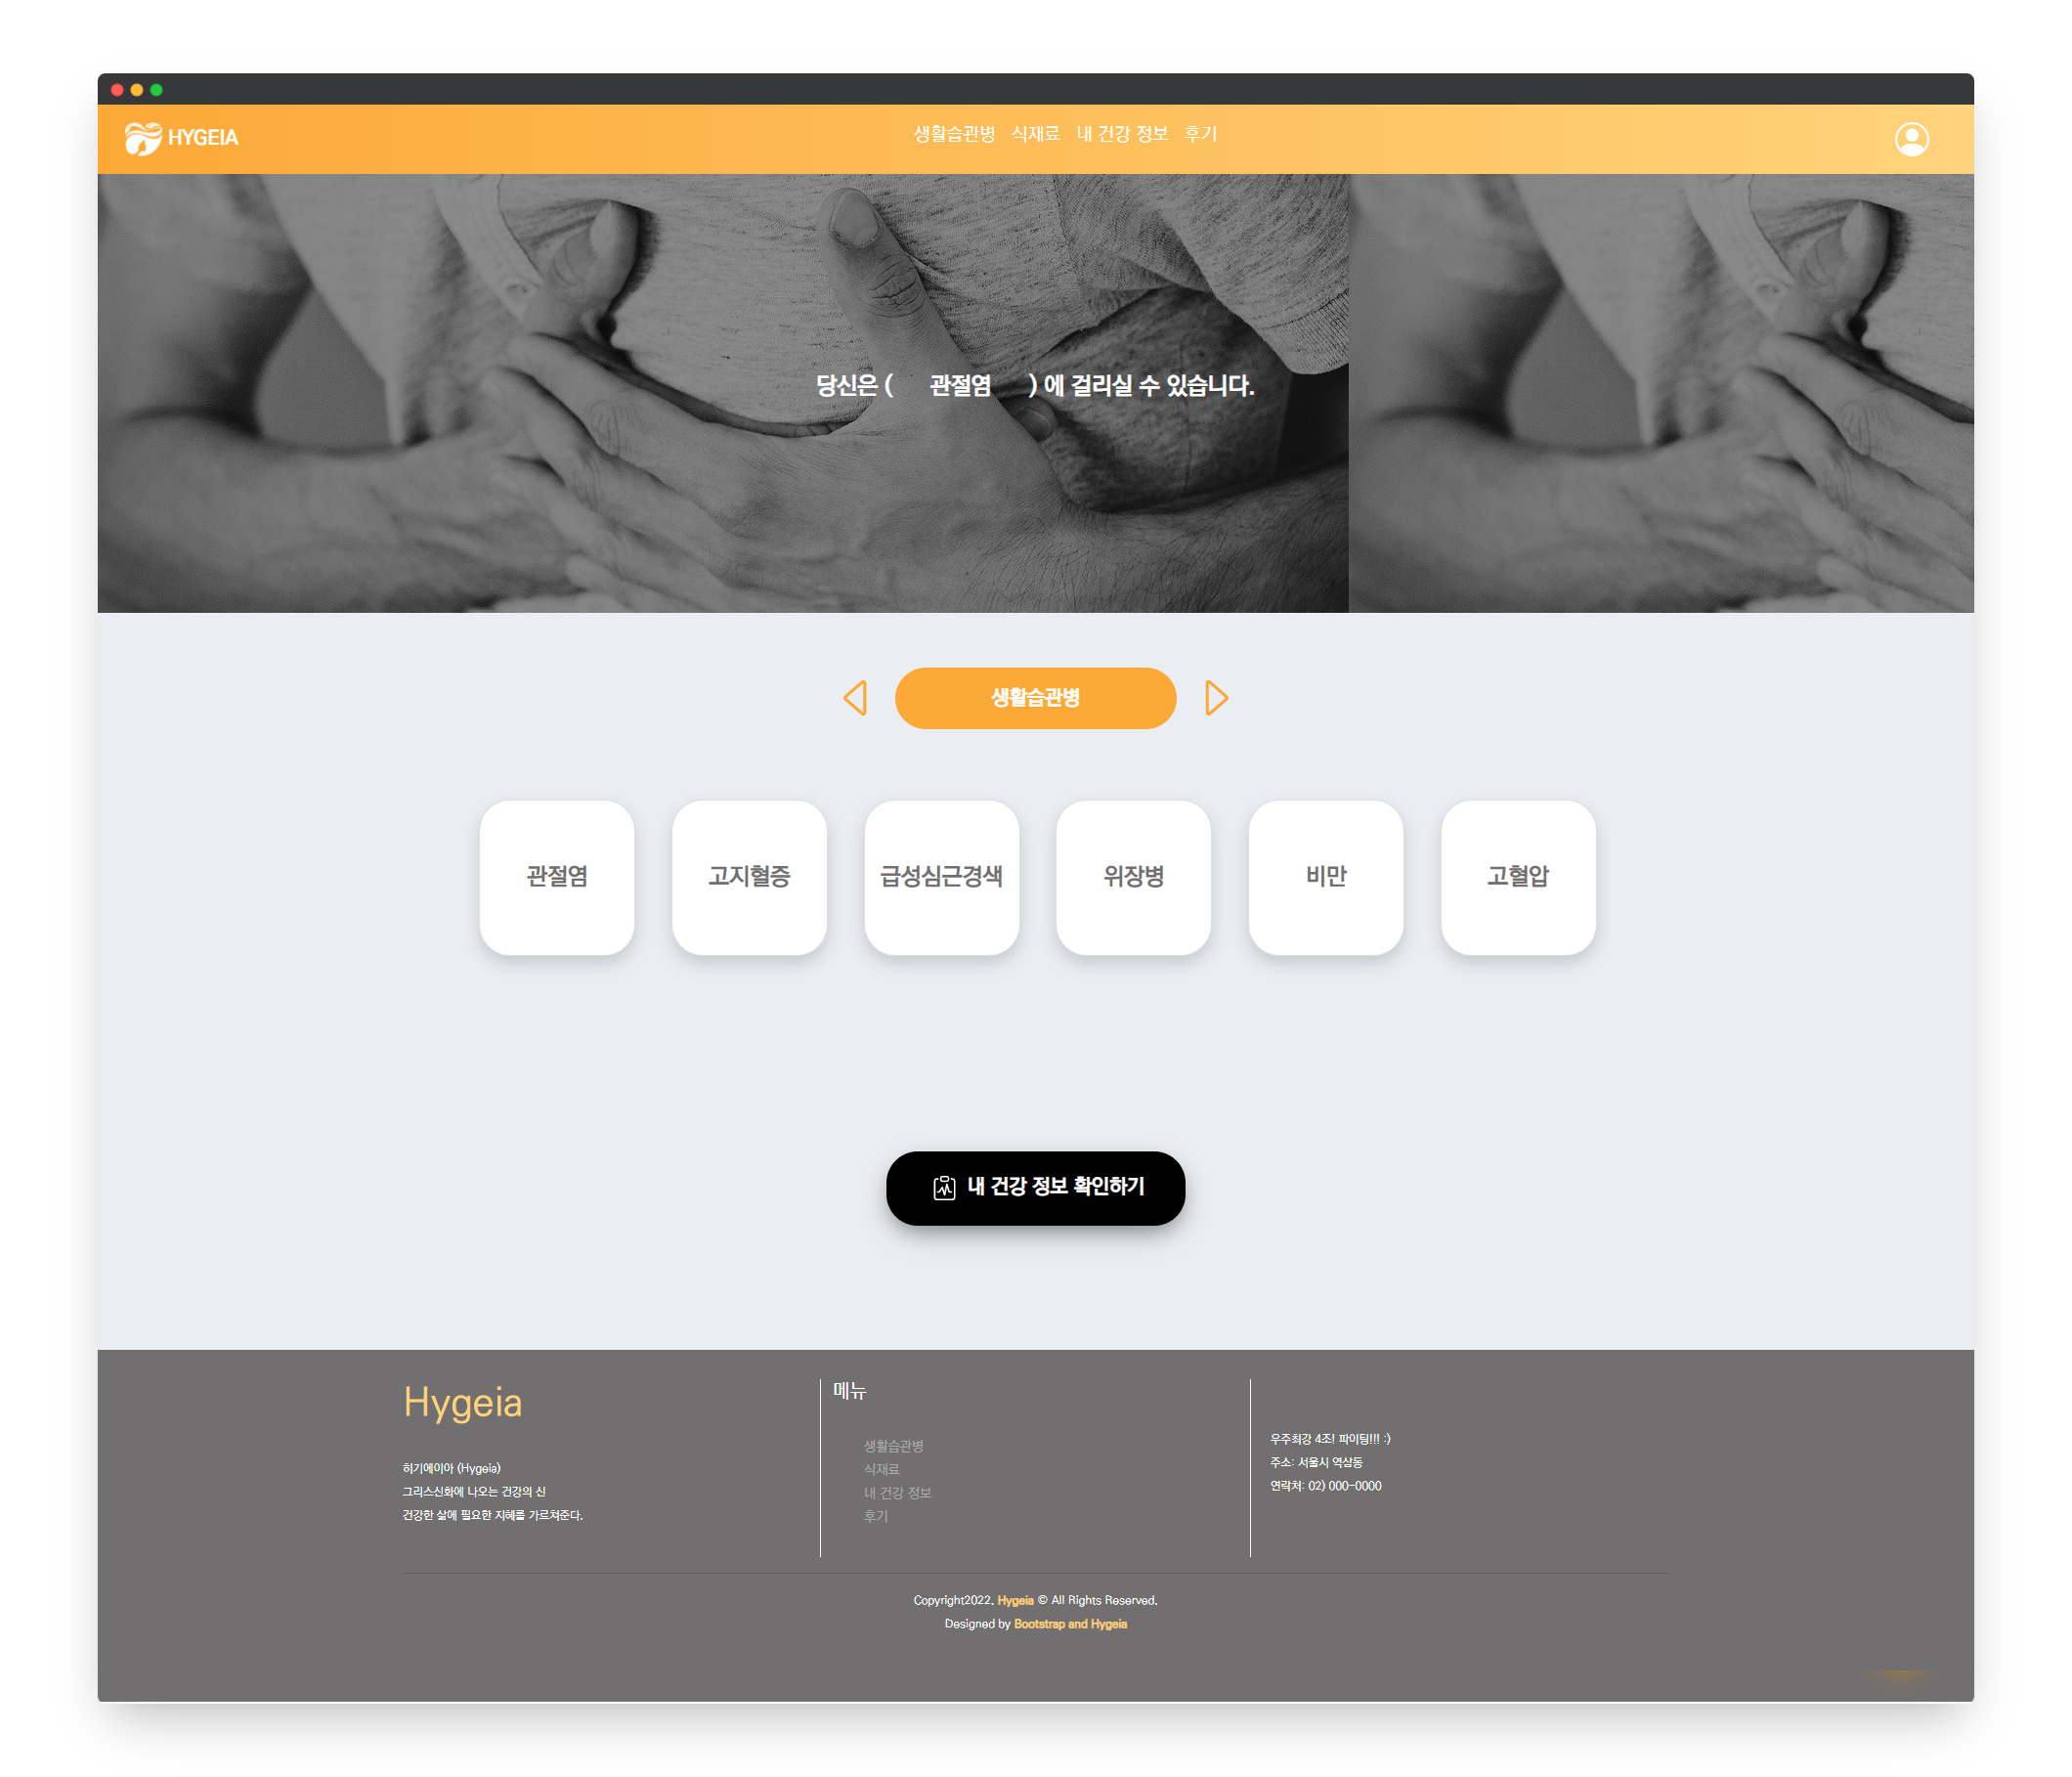 HYGEIA
생활습관병 식재료 내 건강 정보 후기
당신은 ( 관절염 ) 에 걸리실 수 있습니다.
생활습관병
관절염 고지혈증 급성심근경색 위장병 비만 고혈압
내 건강 정보 확인하기
Hygeia
히기에이아 (Hygeia)
그리스신화에 나오는 건강의 신
건강한 삶에 필요한 지혜를 가르쳐준다.
메뉴
생활습관병
식재료
내 건강 정보
후기
우주최강 4조! 파이팅!!! :)
주소: 서울시 역삼동
연락처: 02) 000-0000
Copyright2022. Hygeia © All Rights Reserved.
Designed by Bootstrap and Hygeia